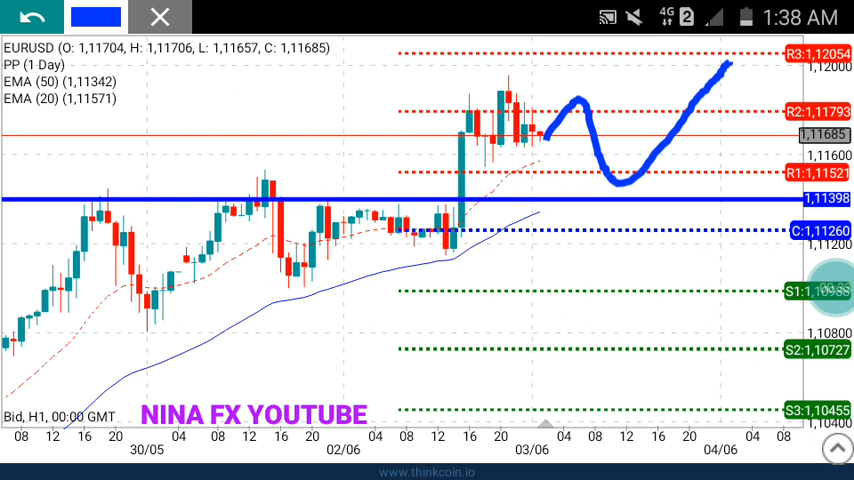 4G 2 1:38 AM
EURUSD (O: 1,11704, H: 1,11706, L: 1,11657, C: 1,11685)
PP (1 Day)
EMA (50) (1,11342)
EMA (20) (1,11571)
R3:1,12054
1,12000
R2:1,11793
1,11685
1,11600
R1:1,11521
1,11398
C:1,11260
1,11200
S1:1,10988
1,10800
S2:1,10727
S3:1,10455
1,10400
Bid, H1, 00:00 GMT
NINA FX YOUTUBE
08 12 16 20 04 08 12 16 20 04 08 12 16 20 04 08 12 16 20 04 08
30/05 02/06 03/06 04/06
www.thinkcoin.io